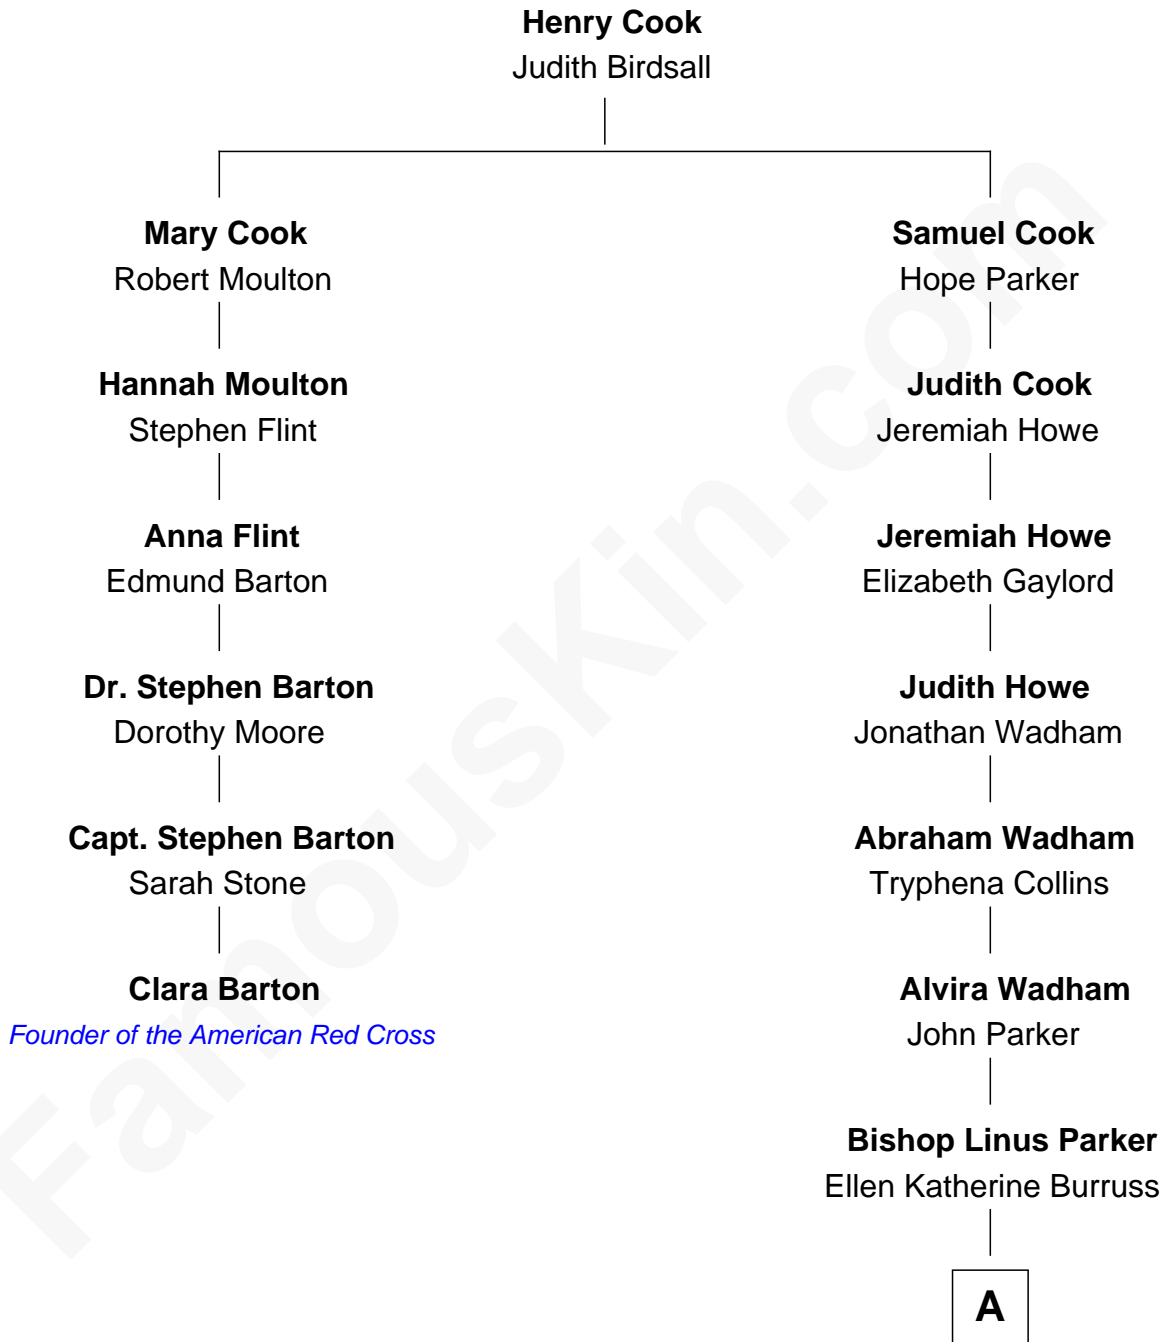 Henry Cook
Judith Birdsall
Mary Cook
Robert Moulton
Samuel Cook
Hope Parker
Hannah Moulton
Stephen Flint
Judith Cook
Jeremiah Howe
Anna Flint
Edmund Barton
Jeremiah Howe
Elizabeth Gaylord
Dr. Stephen Barton
Dorothy Moore
Judith Howe
Jonathan Wadham
Capt. Stephen Barton
Sarah Stone
Abraham Wadham
Tryphena Collins
Clara Barton
Founder of the American Red Cross
Alvira Wadham
John Parker
Bishop Linus Parker
Ellen Katherine Burruss
A
FamousKin.com